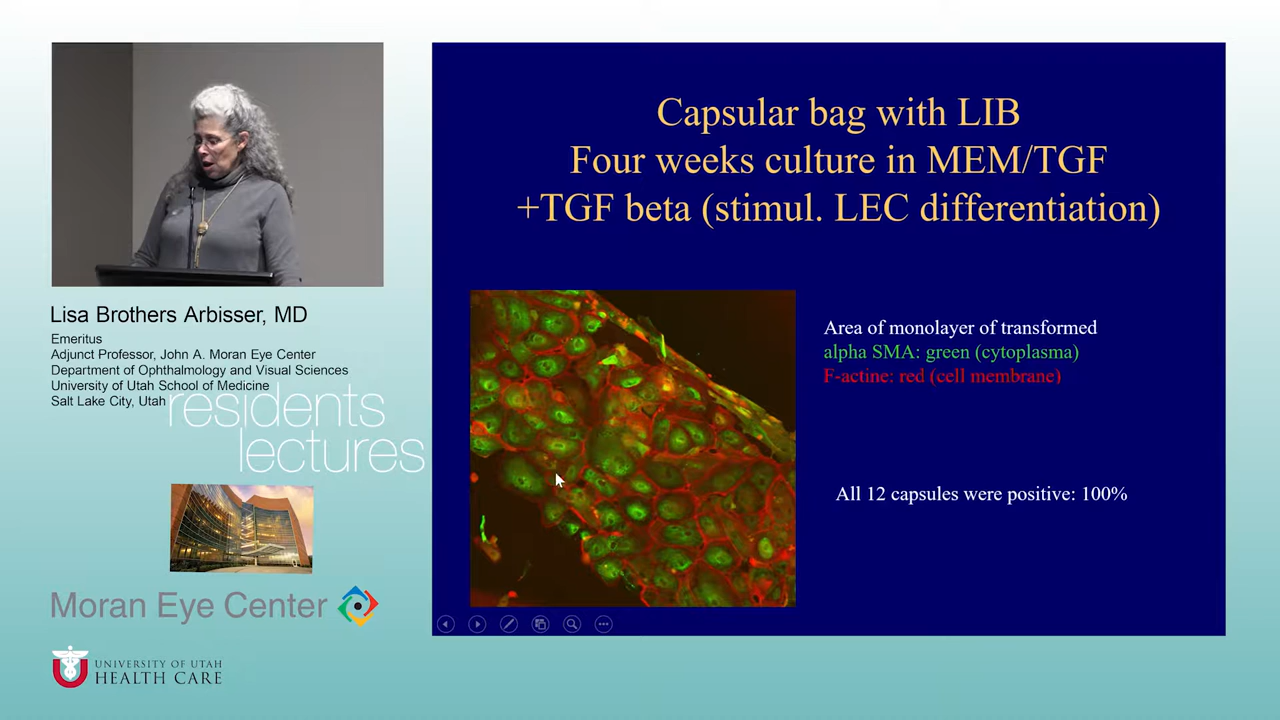 Capsular bag with LIB
Four weeks culture in MEM/TGF
+TGF beta (stimul. LEC differentiation)
Area of monolayer of transformed
alpha SMA: green (cytoplasma)
F-actine: red (cell membrane)
All 12 capsules were positive: 100%
Lisa Brothers Arbisser, MD
Emeritus
Adjunct Professor, John A. Moran Eye Center
Department of Ophthalmology and Visual Sciences
University of Utah School of Medicine
Salt Lake City, Utah
residents
lectures
Moran Eye Center
UNIVERSITY OF UTAH
HEALTH CARE